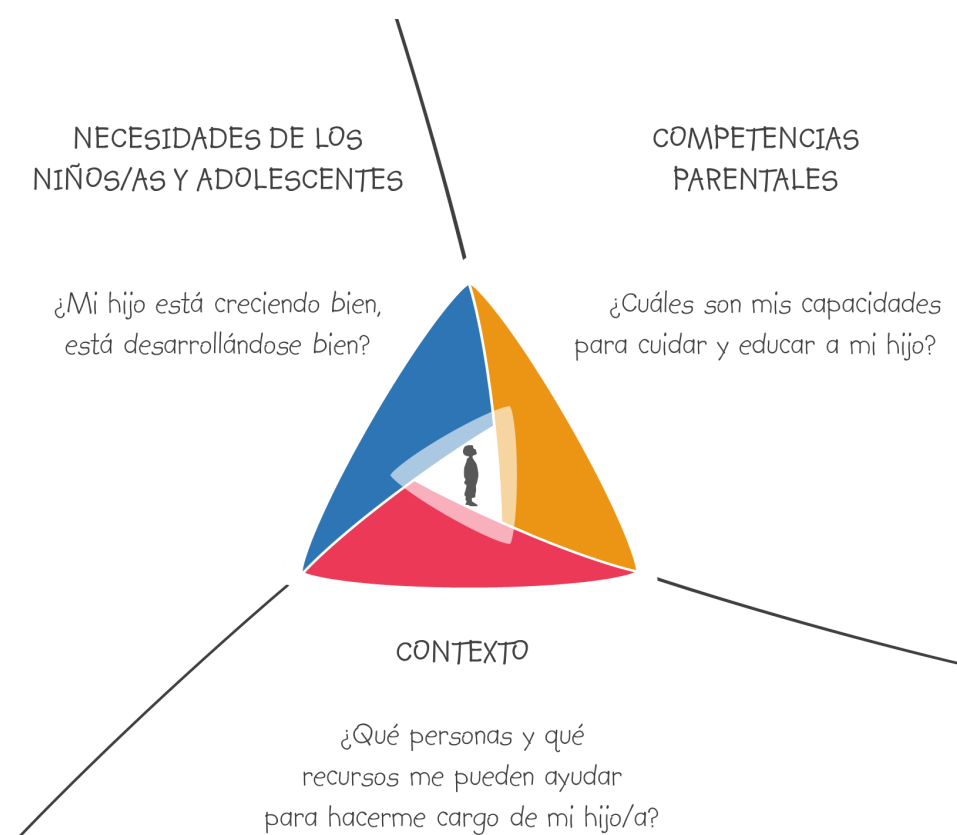 NECESIDADES DE LOS
NIÑOS/AS Y ADOLESCENTES
¿Mi hijo está creciendo bien,
está desarrollándose bien?
COMPETENCIAS
PARENTALES
¿Cuáles son mis capacidades
para cuidar y educar a mi hijo?
CONTEXTO
¿Qué personas y qué
recursos me pueden ayudar
para hacerme cargo de mi hijo/a?